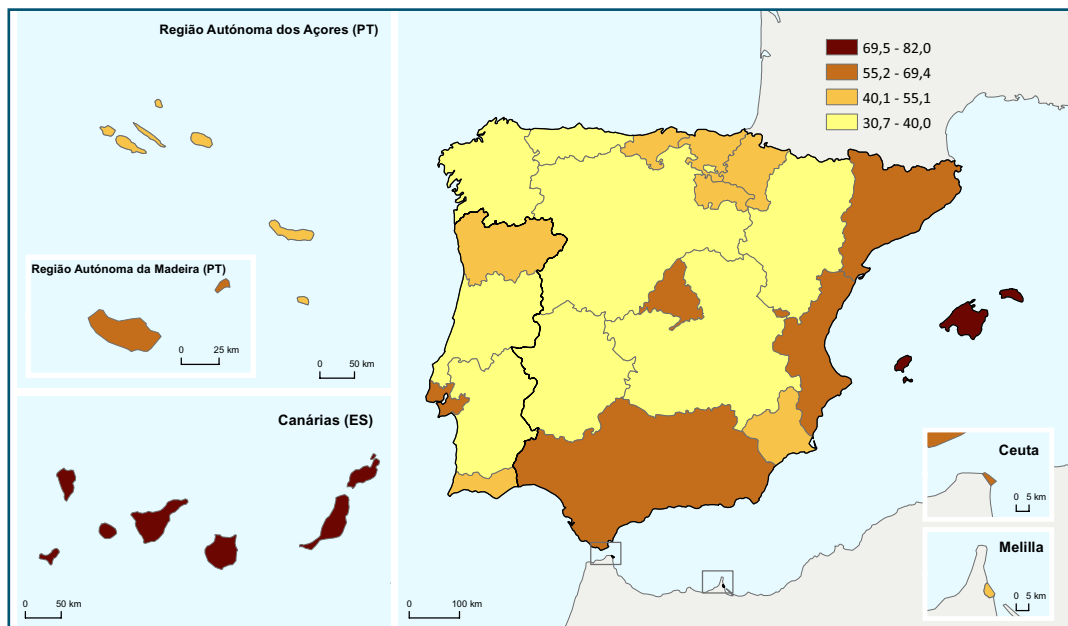 Região Autónoma dos Açores (PT)
69,5 - 82,0
55,2 - 69,4
40,1 - 55,1
30,7 - 40,0
Região Autónoma da Madeira (PT)
0 25 km
0 50 km
Canárias (ES)
0 50 km
0 100 km
Ceuta
0 5 km
Melilla
0 5 km